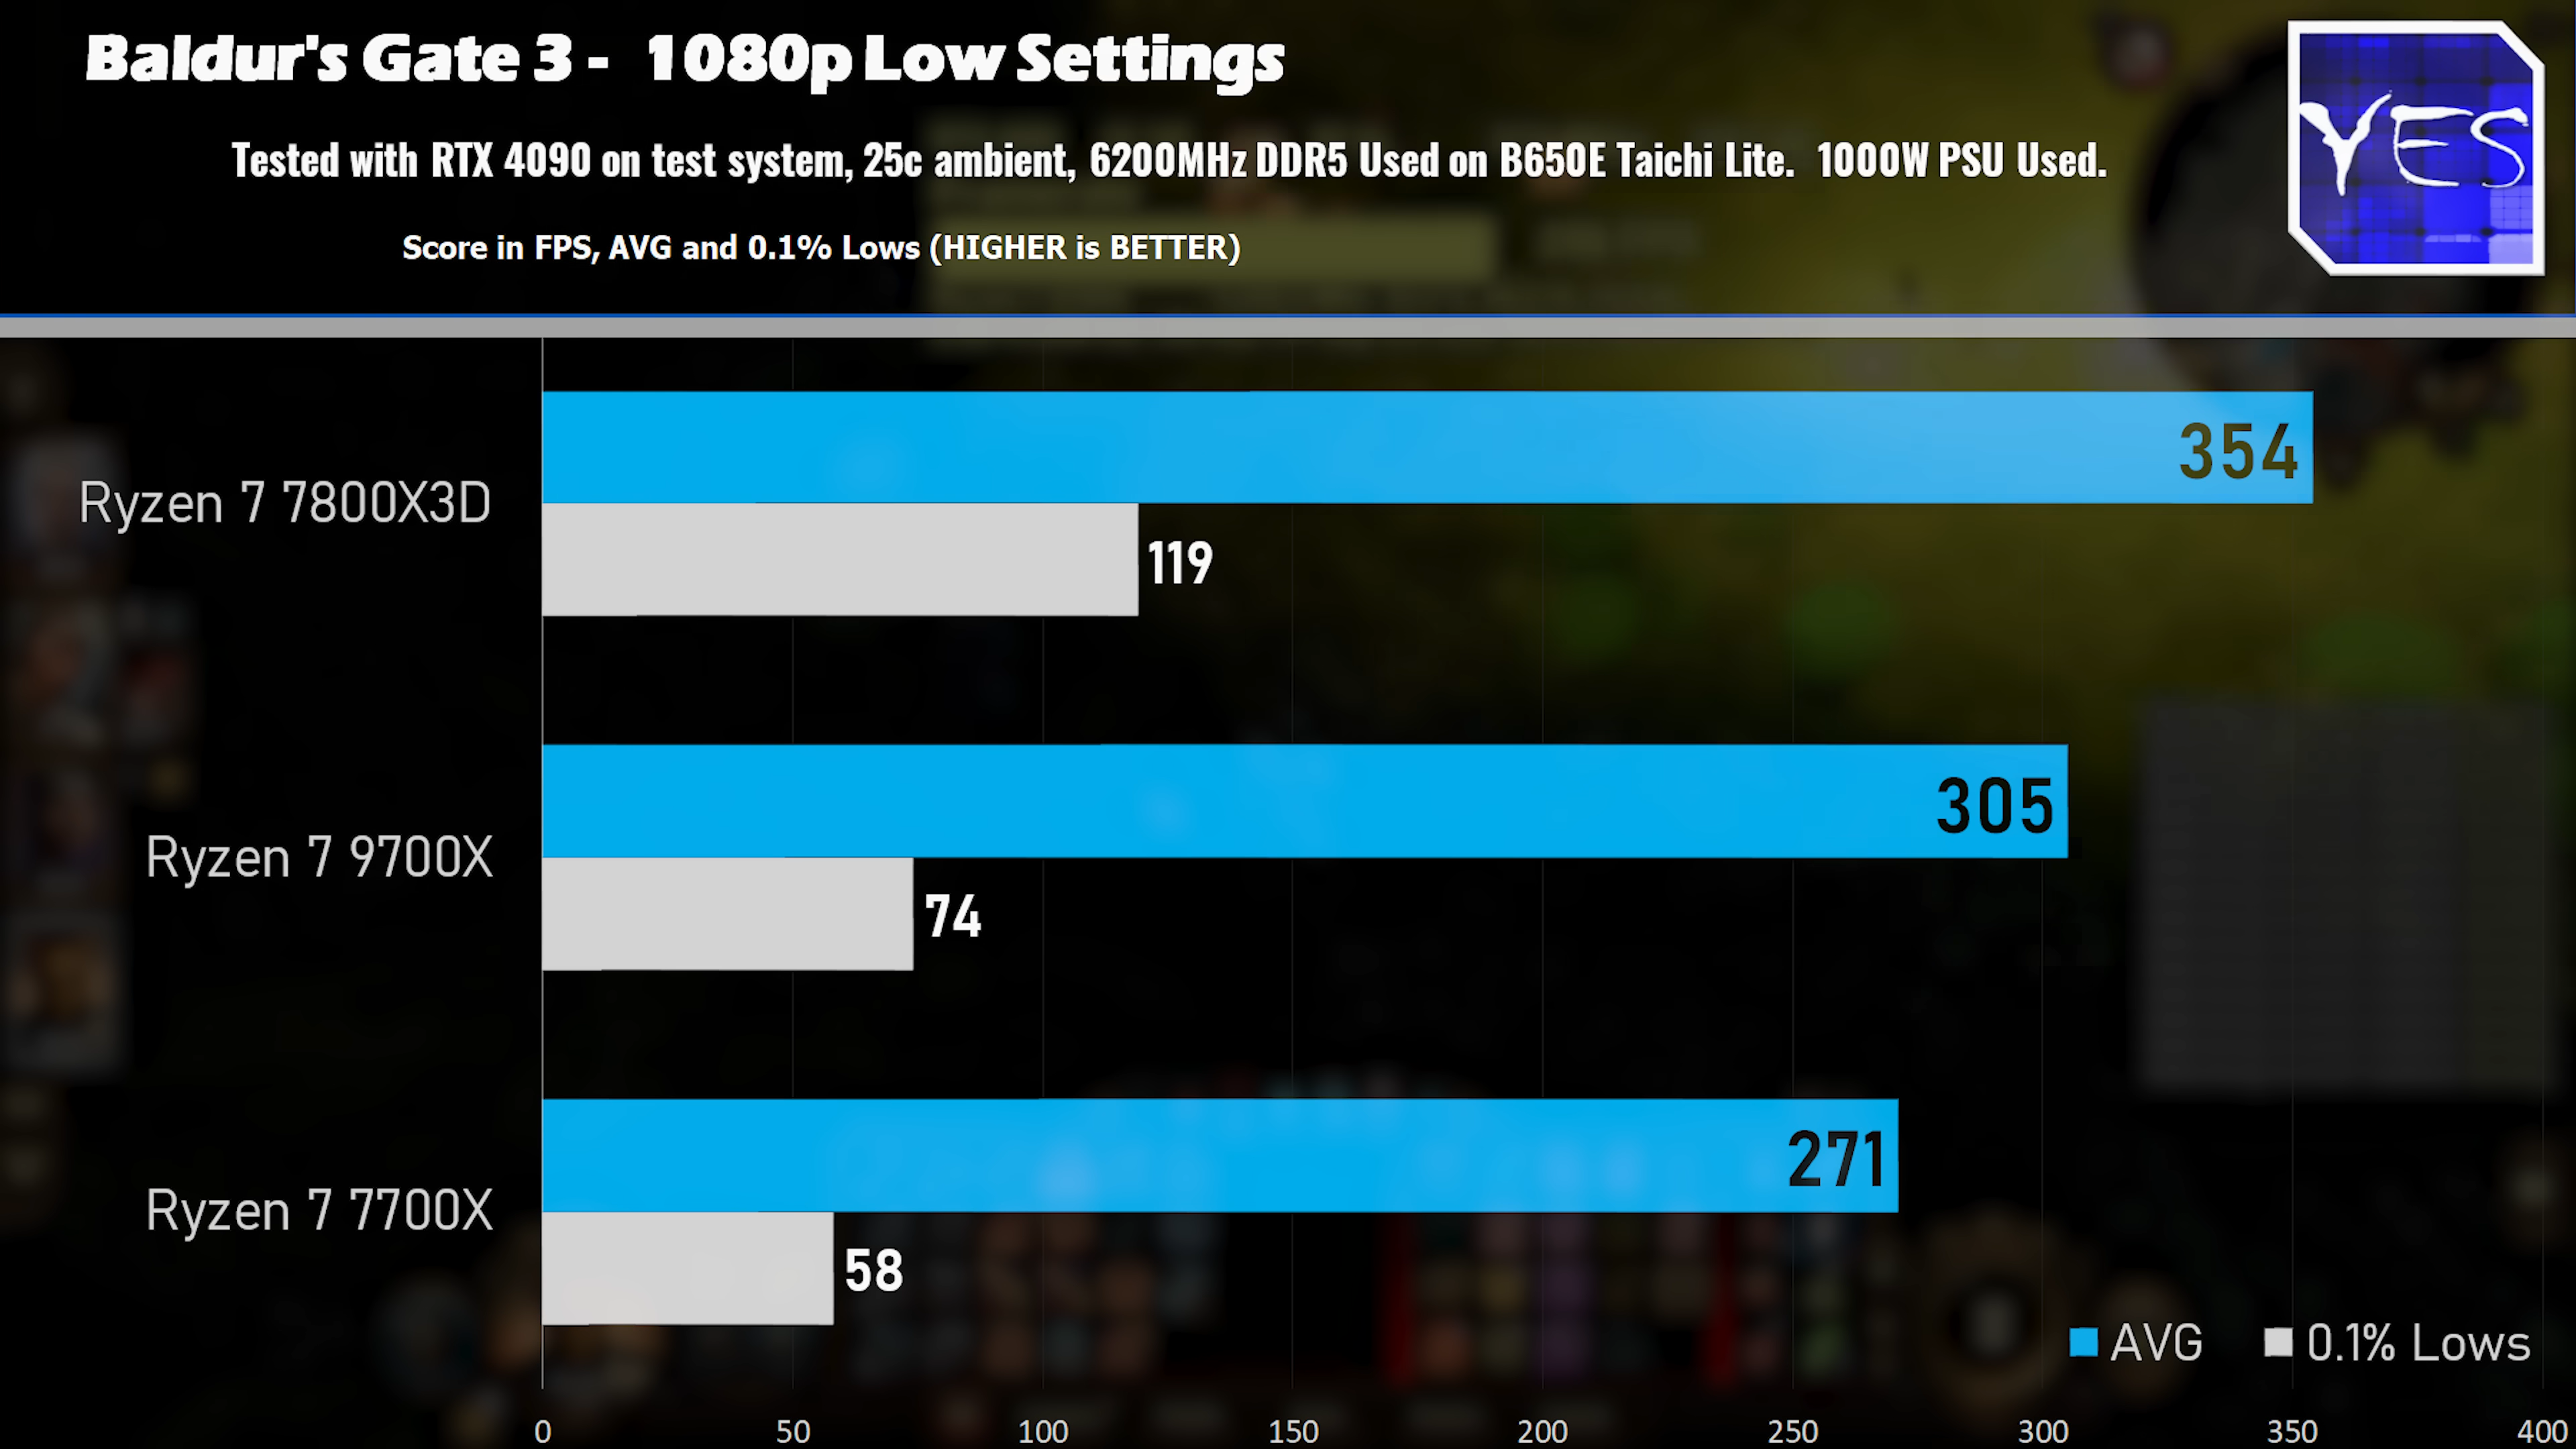 Baldur's Gate 3 - 1080p Low Settings
YES
Tested with RTX 4090 on test system, 25c ambient, 6200MHz DDR5 Used on B650E Taichi Lite. 1000W PSU Used.
Score in FPS, AVG and 0.1% Lows (HIGHER is BETTER)
Ryzen 7 7800X3D
354
119
Ryzen 7 9700X
305
74
Ryzen 7 7700X
271
58
AVG 0.1% Lows
0 50 100 150 200 250 300 350 400